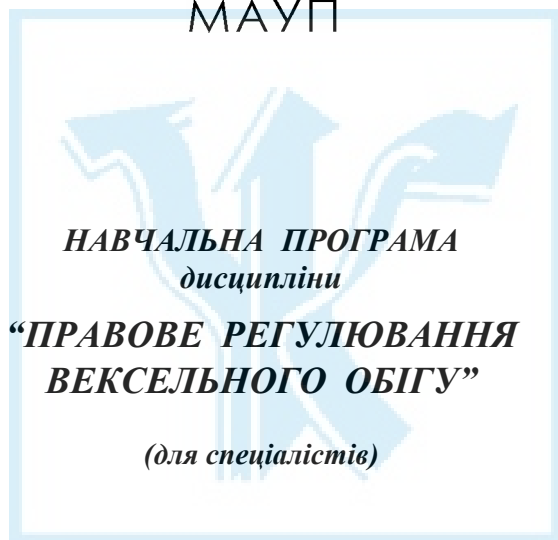 МАУП
НАВЧАЛЬНА ПРОГРАМА
дисципліни
“ПРАВОВЕ РЕГУЛЮВАННЯ
ВЕКСЕЛЬНОГО ОБІГУ”
(для спеціалістів)